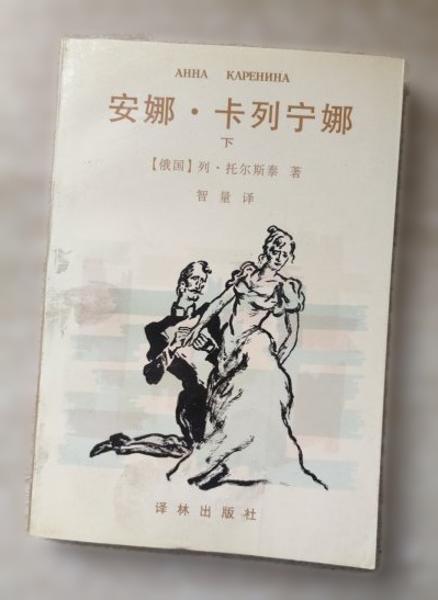 АННА КАРЕНИНА
安娜·卡列宁娜
下
【俄国】列·托尔斯泰 著
智量 译
译林出版社